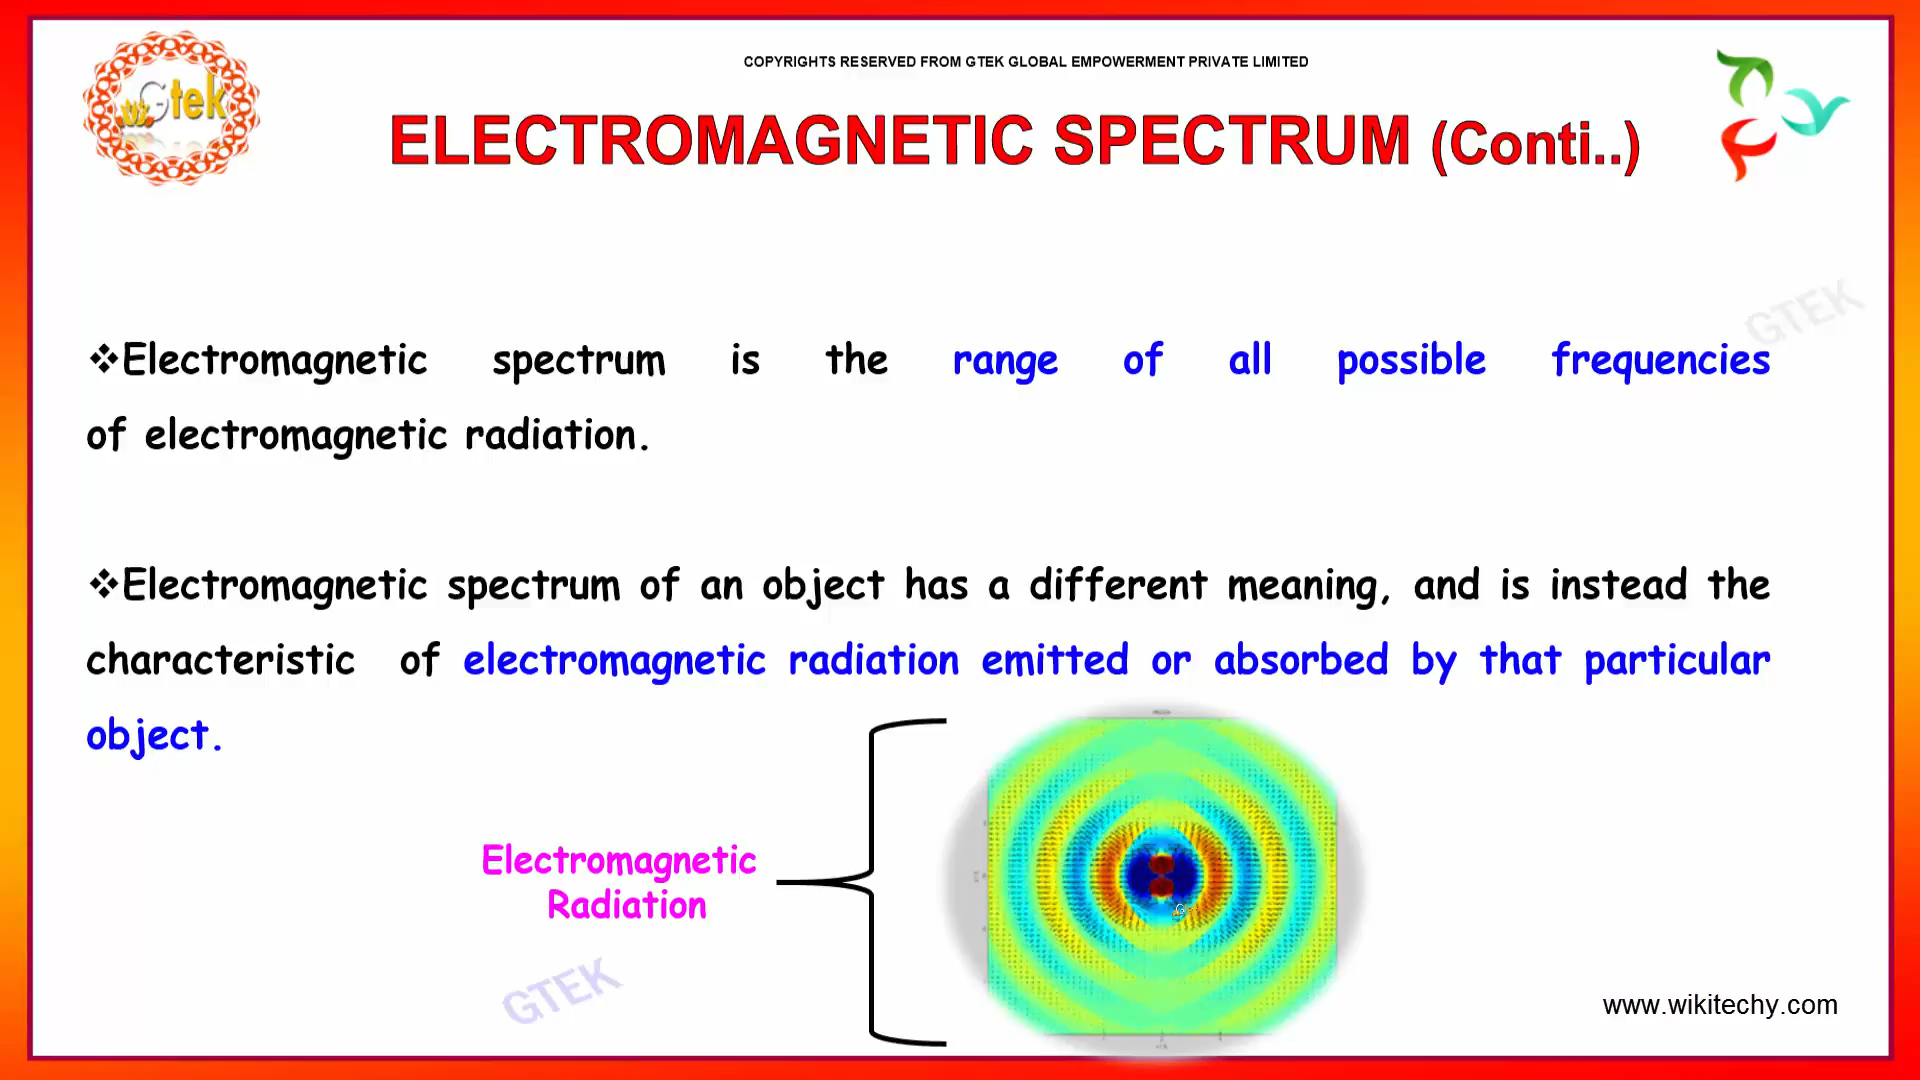 COPYRIGHTS RESERVED FROM GTEK GLOBAL EMPOWERMENT PRIVATE LIMITED
Gtek
ELECTROMAGNETIC SPECTRUM (Conti..)
GTEK
❖Electromagnetic spectrum is the range of all possible frequencies
of electromagnetic radiation.
❖Electromagnetic spectrum of an object has a different meaning, and is instead the
characteristic of electromagnetic radiation emitted or absorbed by that particular
object.
Electromagnetic
Radiation
GTEK
www.wikitechy.com